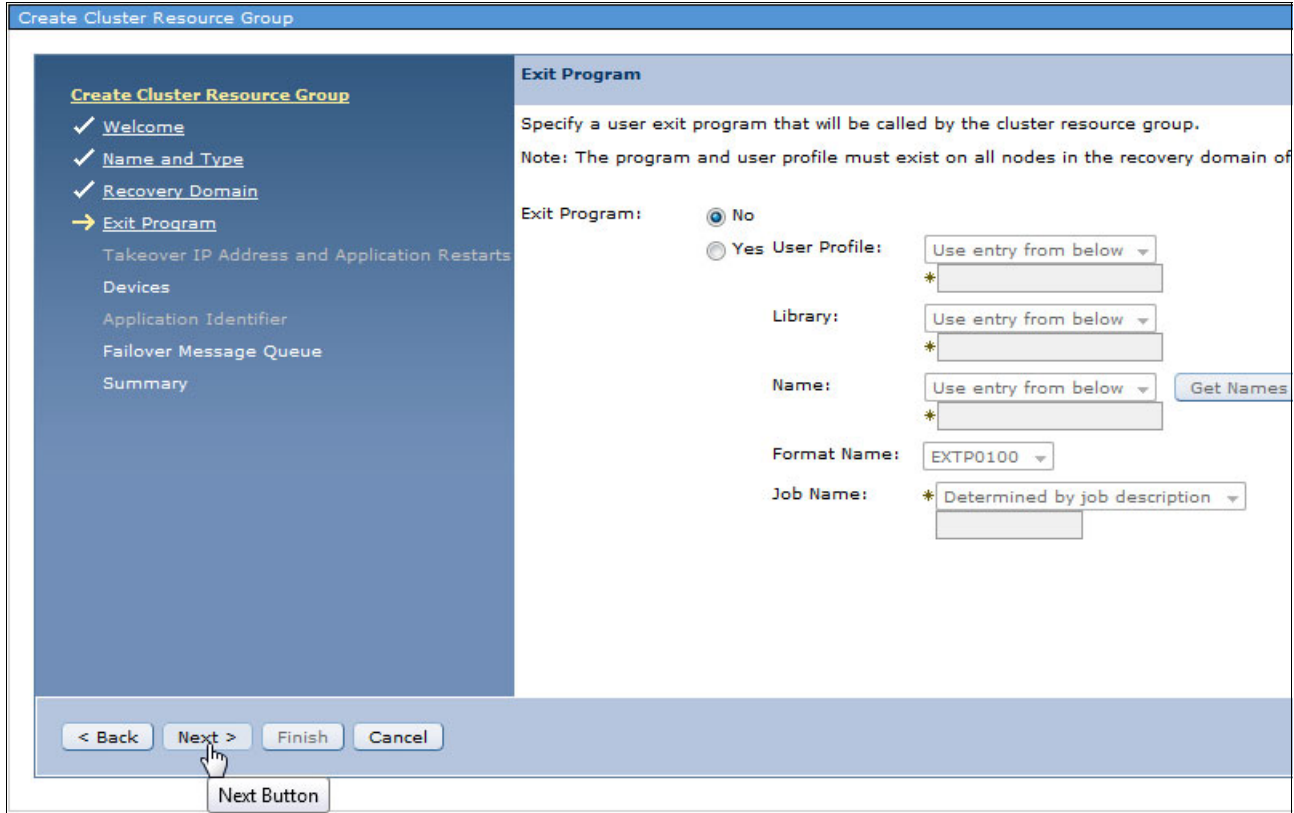 Create Cluster Resource Group
Create Cluster Resource Group
Welcome
Name and Type
Recovery Domain
Exit Program
Takeover IP Address and Application Restarts
Devices
Application Identifier
Failover Message Queue
Summary
Exit Program
Specify a user exit program that will be called by the cluster resource group.
Note: The program and user profile must exist on all nodes in the recovery domain of
Exit Program: No
Yes User Profile: Use entry from below
*
Library: Use entry from below
*
Name: Use entry from below Get Names
*
Format Name: EXTP0100
Job Name: * Determined by job description
< Back Next > Finish Cancel
Next Button